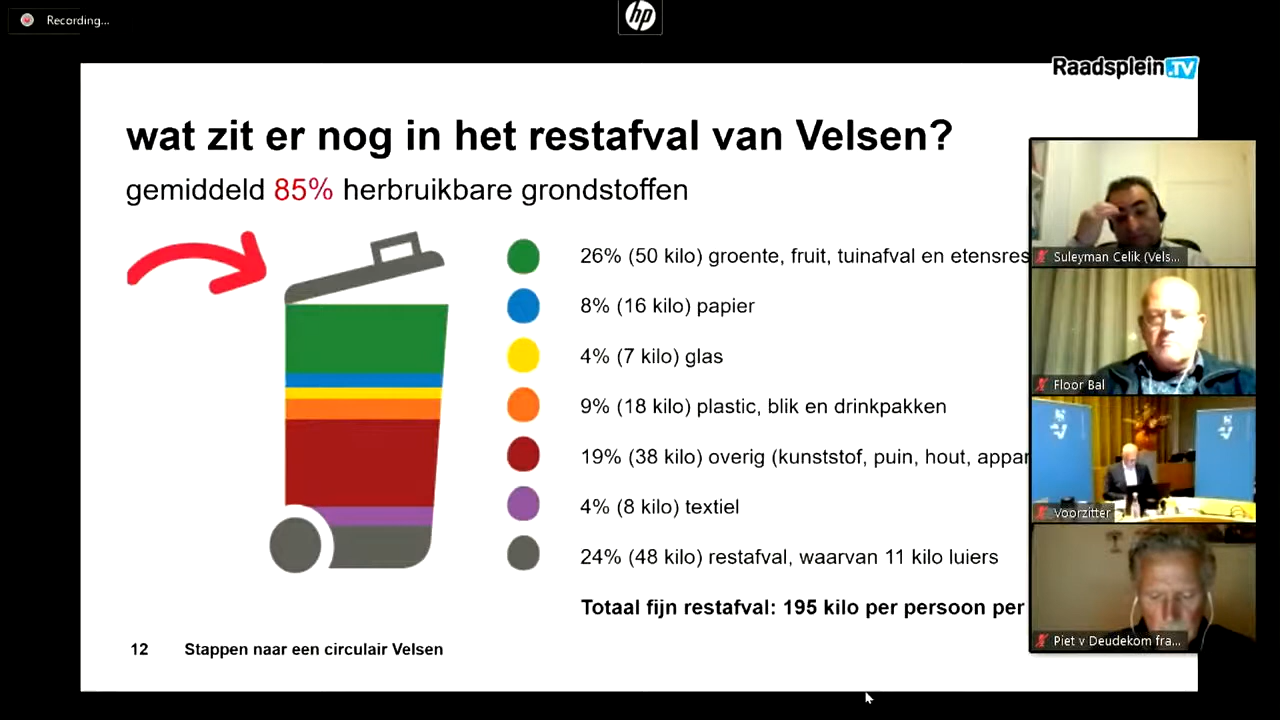 Recording...
hp
Raadsplein.TV
wat zit er nog in het restafval van Velsen?
gemiddeld 85% herbruikbare grondstoffen
26% (50 kilo) groente, fruit, tuinafval en etensres
8% (16 kilo) papier
4% (7 kilo) glas
9% (18 kilo) plastic, blik en drinkpakken
19% (38 kilo) overig (kunststof, puin, hout, appar
4% (8 kilo) textiel
24% (48 kilo) restafval, waarvan 11 kilo luiers
Totaal fijn restafval: 195 kilo per persoon per
12 Stappen naar een circulair Velsen
Suleyman Celik (Vels...
Floor Bal
Voorzitter
Piet v Deudekom fra...